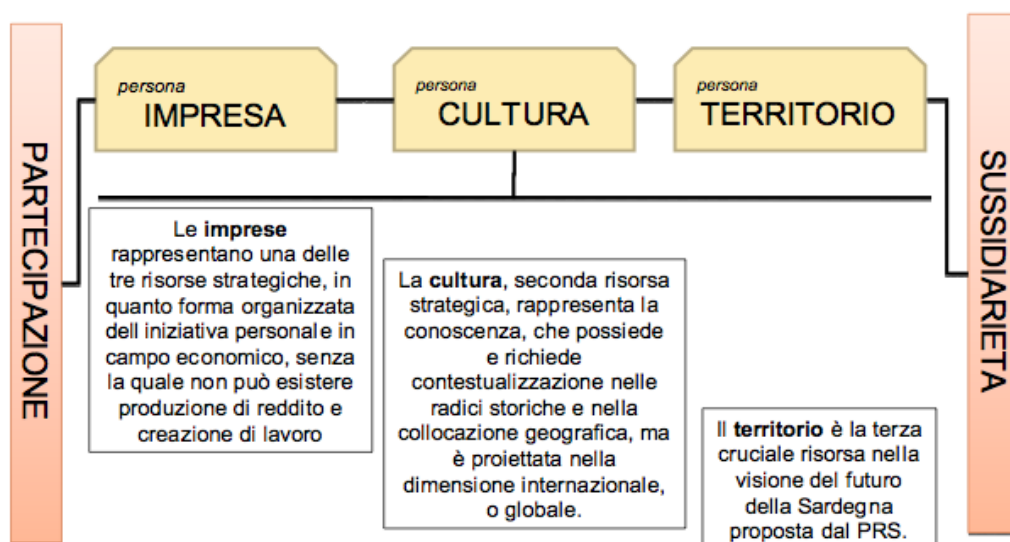 PARTECIPAZIONE
persona
IMPRESA
persona
CULTURA
persona
TERRITORIO
SUSSIDIARIETA
Le imprese
rappresentano una delle
tre risorse strategiche, in
quanto forma organizzata
dell iniziativa personale in
campo economico, senza
la quale non può esistere
produzione di reddito e
creazione di lavoro
La cultura, seconda risorsa
strategica, rappresenta la
conoscenza, che possiede
e richiede
contestualizzazione nelle
radici storiche e nella
collocazione geografica, ma
è proiettata nella
dimensione internazionale,
o globale.
Il territorio è la terza
cruciale risorsa nella
visione del futuro
della Sardegna
proposta dal PRS.